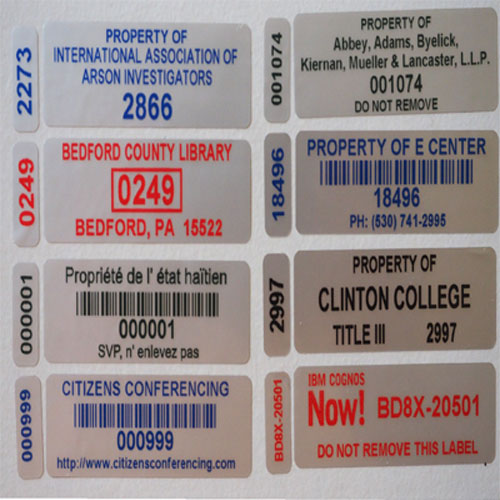 2273
PROPERTY OF
INTERNATIONAL ASSOCIATION OF
ARSON INVESTIGATORS
2866
001074
PROPERTY OF
Abbey, Adams, Byelick,
Kiernan, Mueller & Lancaster, L.L.P.
001074
DO NOT REMOVE
0249
BEDFORD COUNTY LIBRARY
0249
BEDFORD, PA 15522
18496
PROPERTY OF E CENTER
18496
PH: (530) 741-2995
000001
Propriété de l' état haïtien
000001
SVP, n' enlevez pas
2997
PROPERTY OF
CLINTON COLLEGE
TITLE III 2997
000999
CITIZENS CONFERENCING
000999
http://www.citizensconferencing.com
BD8X-20501
IBM COGNOS
Now! BD8X-20501
DO NOT REMOVE THIS LABEL